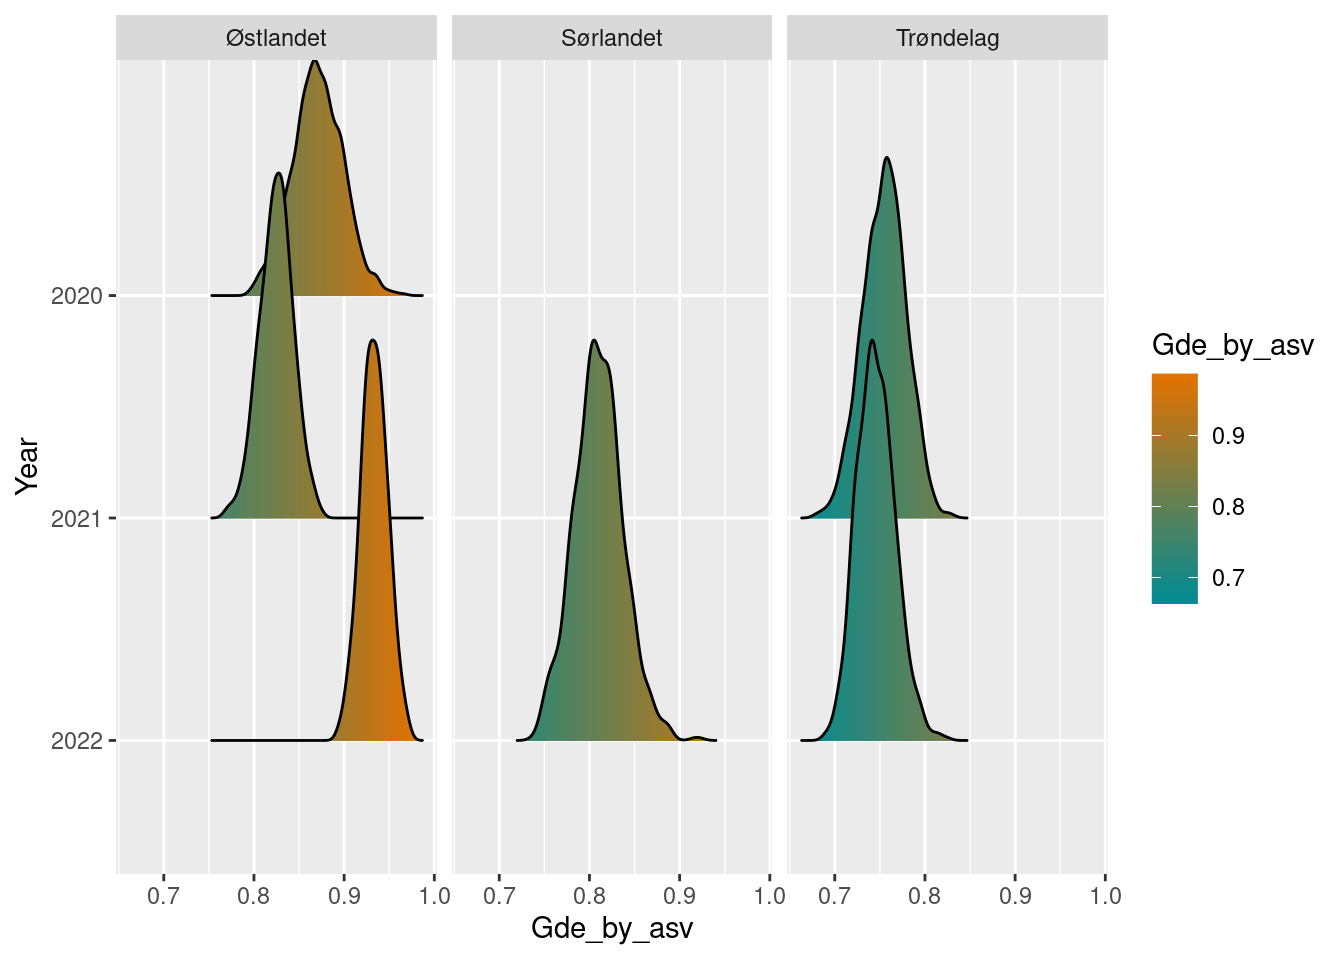 Østlandet
Sørlandet
Trøndelag
2020
2021
2022
Year
0.7 0.8 0.9 1.0 0.7 0.8 0.9 1.0 0.7 0.8 0.9 1.0
Gde_by_asv
Gde_by_asv
0.9
0.8
0.7